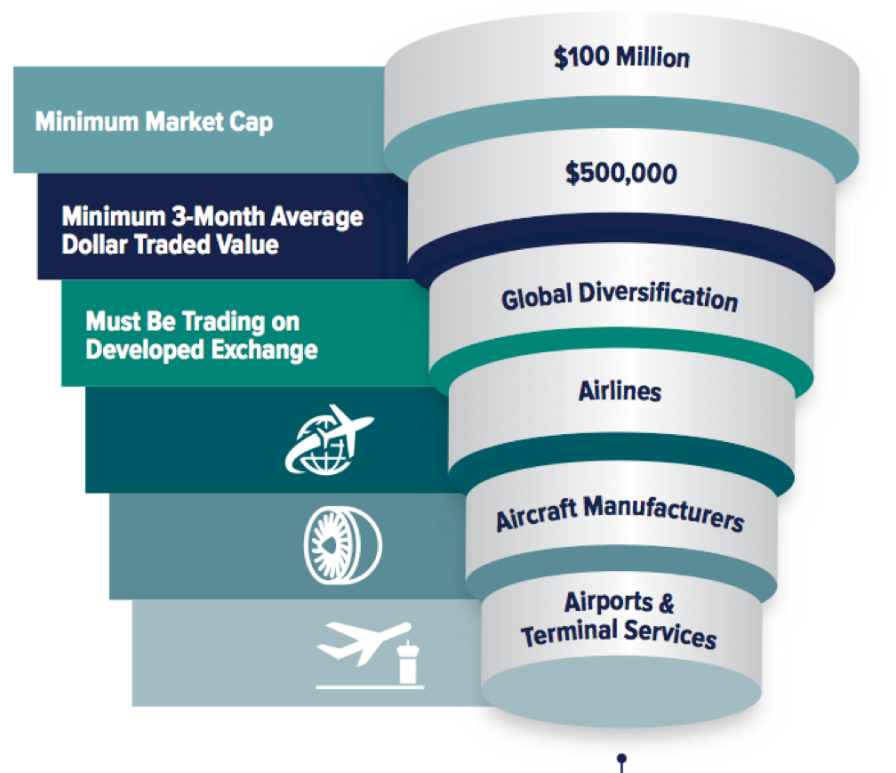 Minimum Market Cap
$100 Million
Minimum 3-Month Average
Dollar Traded Value
$500,000
Must Be Trading on
Developed Exchange
Global Diversification
Airlines
Aircraft Manufacturers
Airports &
Terminal Services